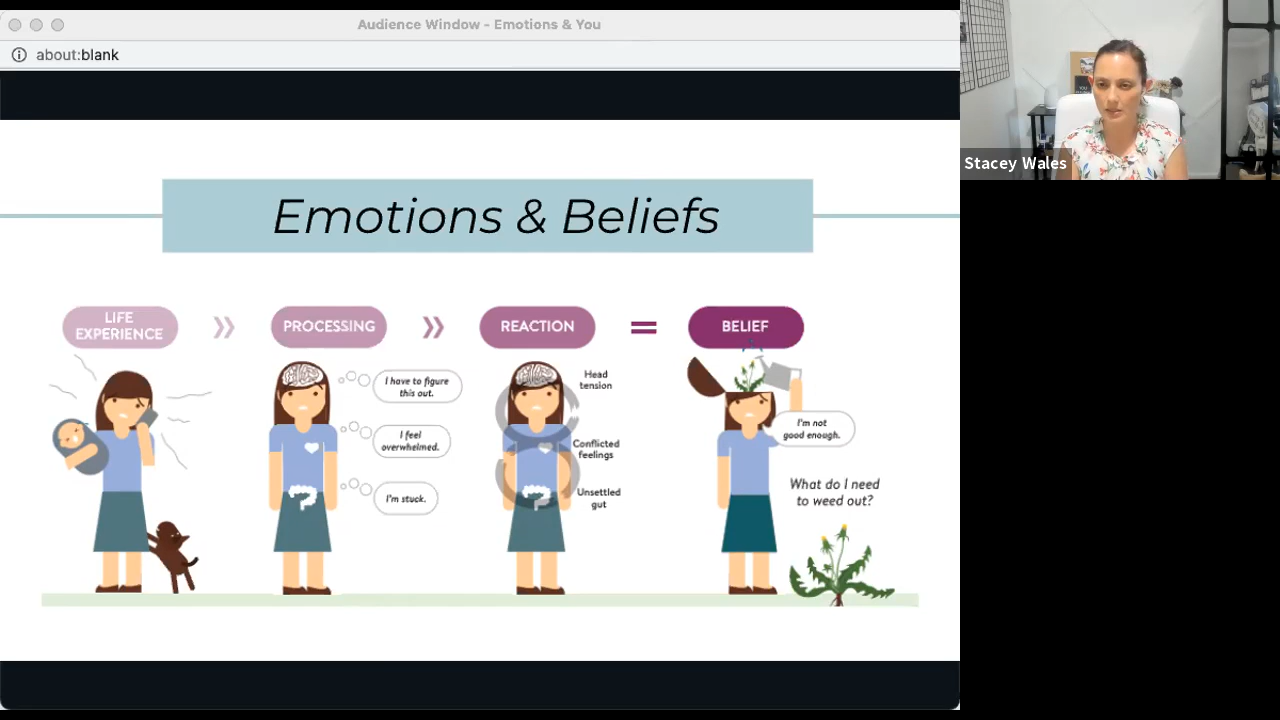 Audience Window - Emotions & You
about:blank
Stacey Wales
Emotions & Beliefs
LIFE
EXPERIENCE
PROCESSING
REACTION
BELIEF
I have to figure
this out.
I feel
overwhelmed.
I'm stuck.
Head
tension
Conflicted
feelings
Unsettled
gut
I'm not
good enough.
What do I need
to weed out?